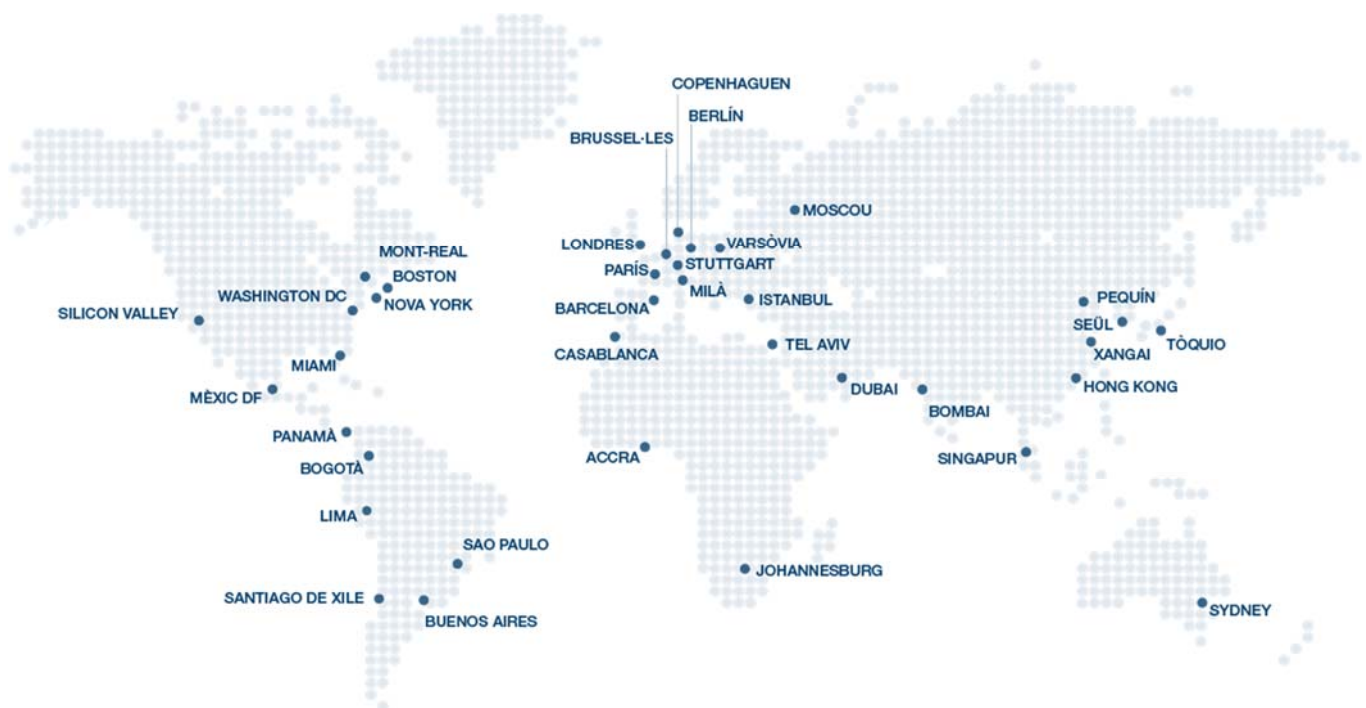 COPENHAGUEN
BERLÍN
BRUSSEL·LES
MOSCOU
LONDRES
VARSÒVIA
MONT-REAL
STUTTGART
PARÍS
BOSTON
MILÀ
WASHINGTON DC
NOVA YORK
ISTANBUL
PEQUÍN
BARCELONA
SILICON VALLEY
SEÜL
TÒQUIO
CASABLANCA
TEL AVIV
XANGAI
MIAMI
DUBAI
HONG KONG
MÈXIC DF
BOMBAI
PANAMÀ
ACCRA
SINGAPUR
BOGOTÀ
LIMA
SAO PAULO
JOHANNESBURG
SANTIAGO DE XILE
SYDNEY
BUENOS AIRES